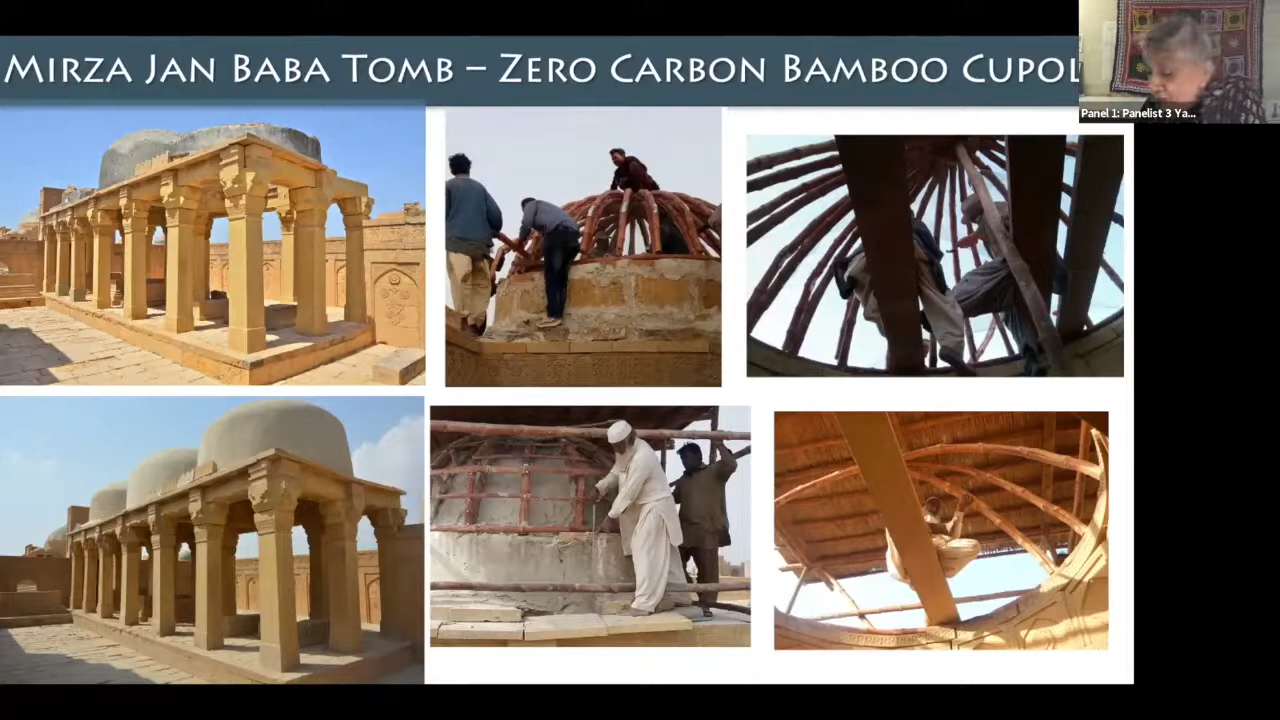 MIRZA JAN BABA TOMB – ZERO CARBON BAMBOO CUPOL
Panel 1: Panelist 3 Ya...